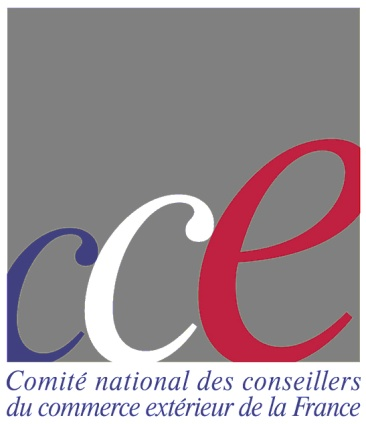 cce
Comité national des conseillers
du commerce extérieur de la France